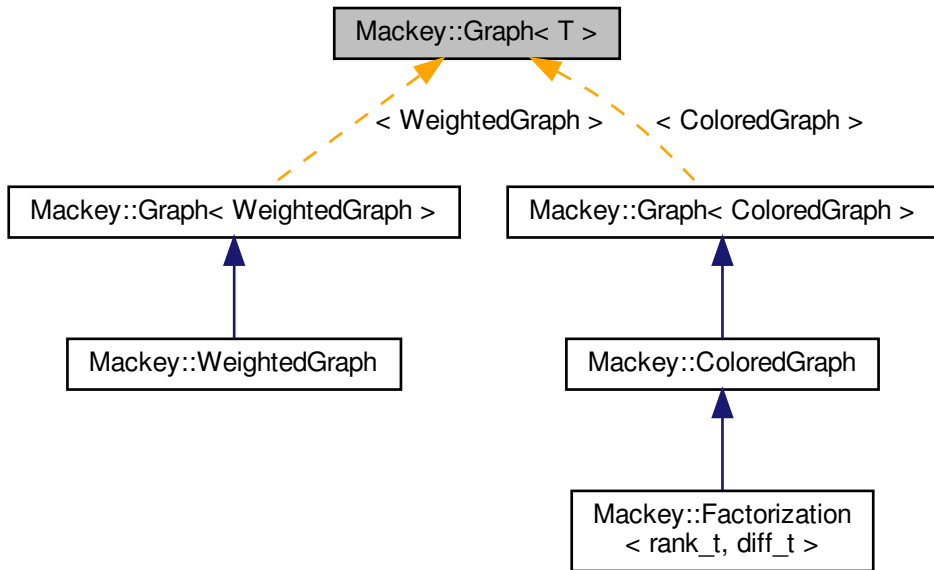 Mackey::Graph< T >
< WeightedGraph >
< ColoredGraph >
Mackey::Graph< WeightedGraph >
Mackey::Graph< ColoredGraph >
Mackey::WeightedGraph
Mackey::ColoredGraph
Mackey::Factorization
< rank_t, diff_t >